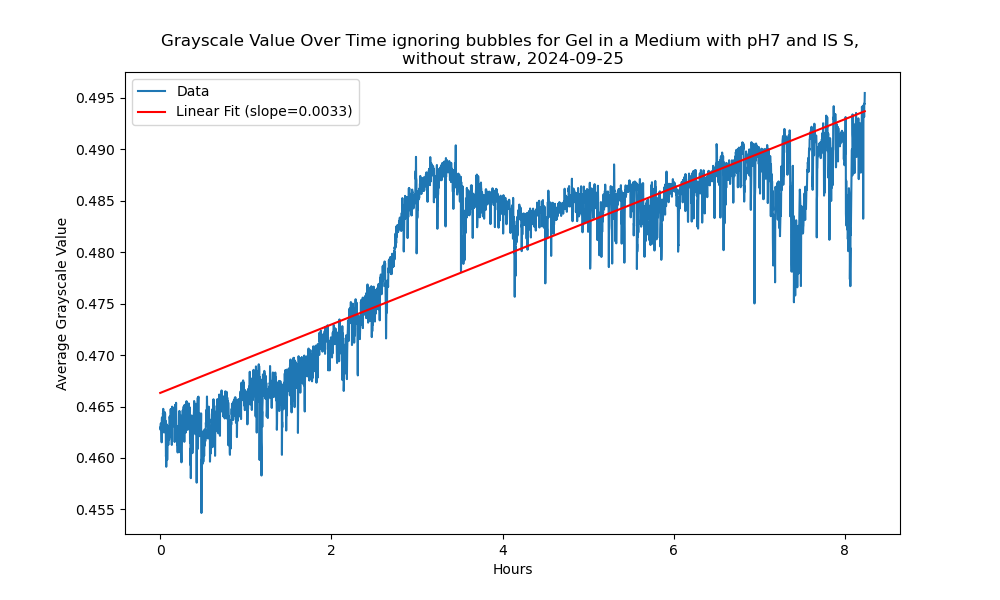 Grayscale Value Over Time ignoring bubbles for Gel in a Medium with pH7 and IS S,
without straw, 2024-09-25
Data
Linear Fit (slope=0.0033)
Average Grayscale Value
0.495
0.490
0.485
0.480
0.475
0.470
0.465
0.460
0.455
0 2 4 6 8
Hours